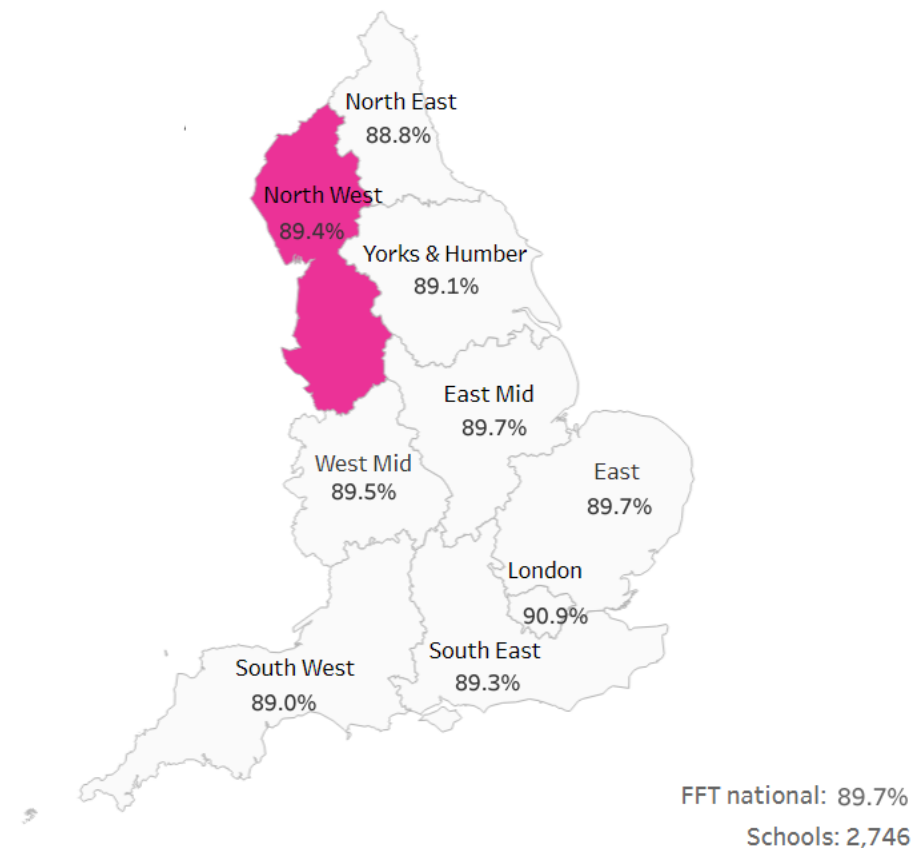 North East
88.8%
North West
89.4%
Yorks & Humber
89.1%
East Mid
89.7%
West Mid
89.5%
East
89.7%
London
90.9%
South East
89.3%
South West
89.0%
FFT national: 89.7%
Schools: 2,746